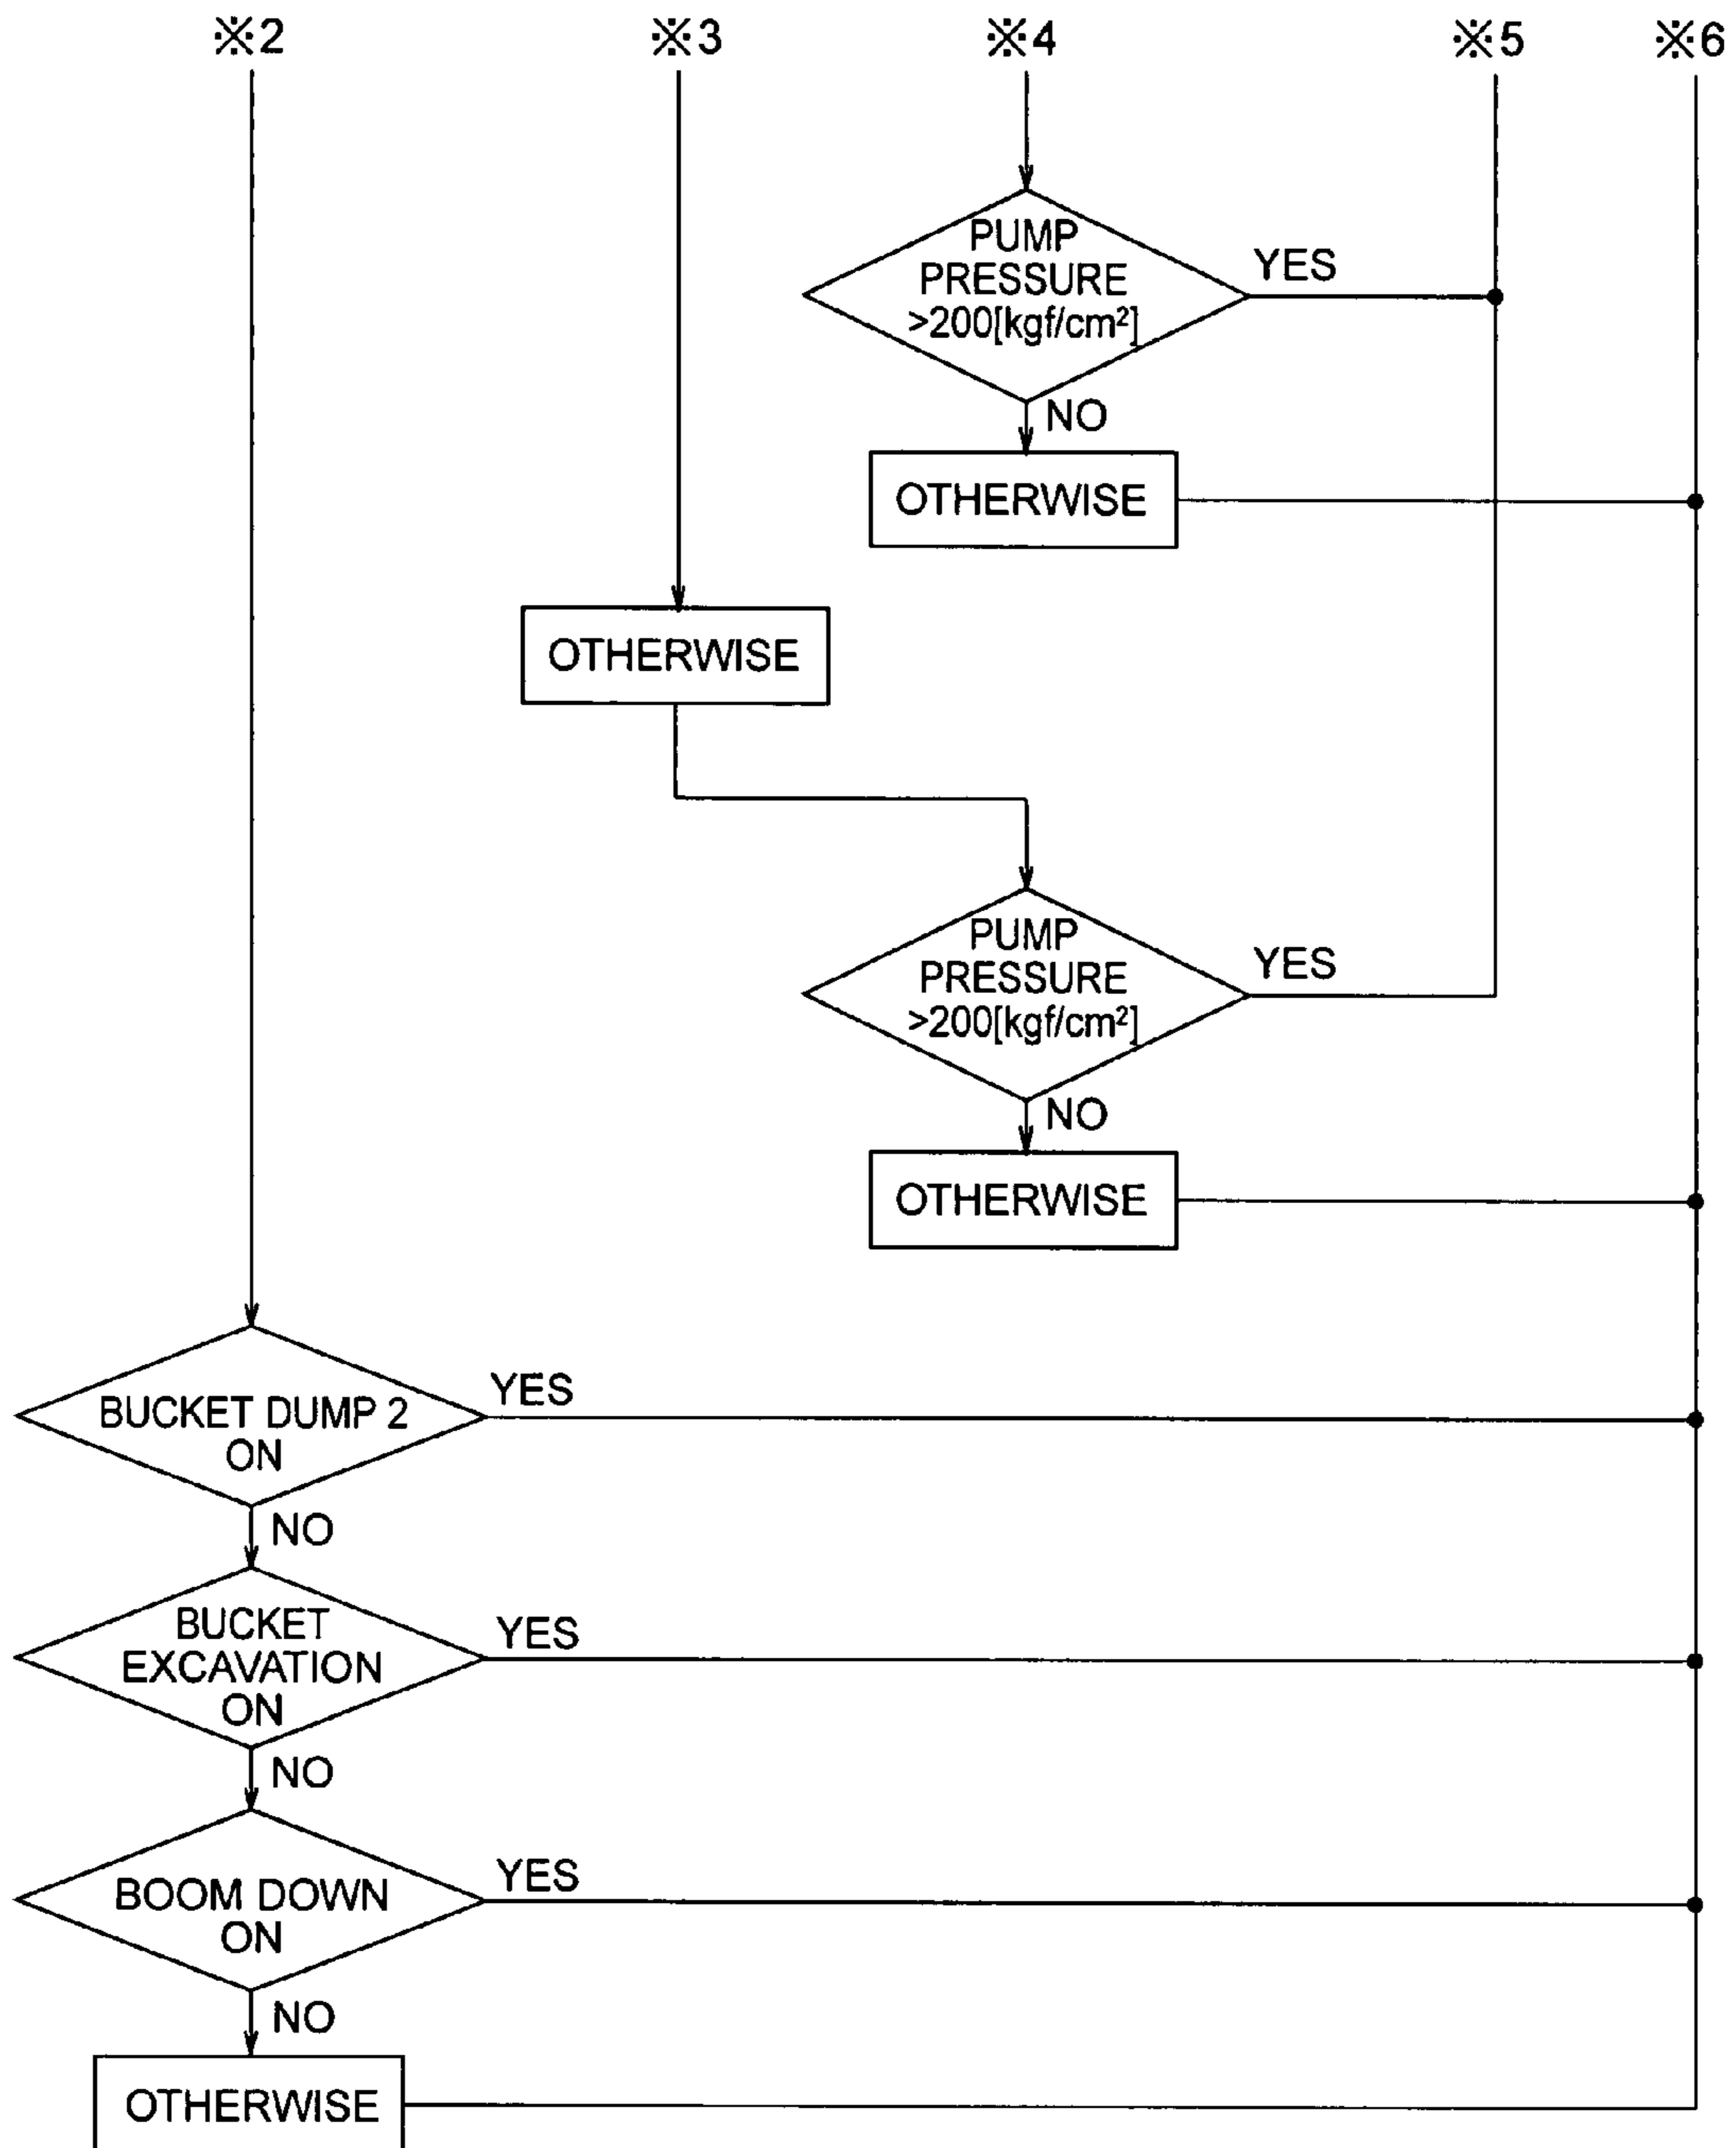 ※2 ※3 ※4 ※5 ※6
PUMP
PRESSURE
>200[kgf/cm²]
YES
NO
OTHERWISE
OTHERWISE
PUMP
PRESSURE
>200[kgf/cm²]
YES
NO
OTHERWISE
BUCKET DUMP 2
ON
YES
NO
BUCKET
EXCAVATION
ON
YES
NO
BOOM DOWN
ON
YES
NO
OTHERWISE